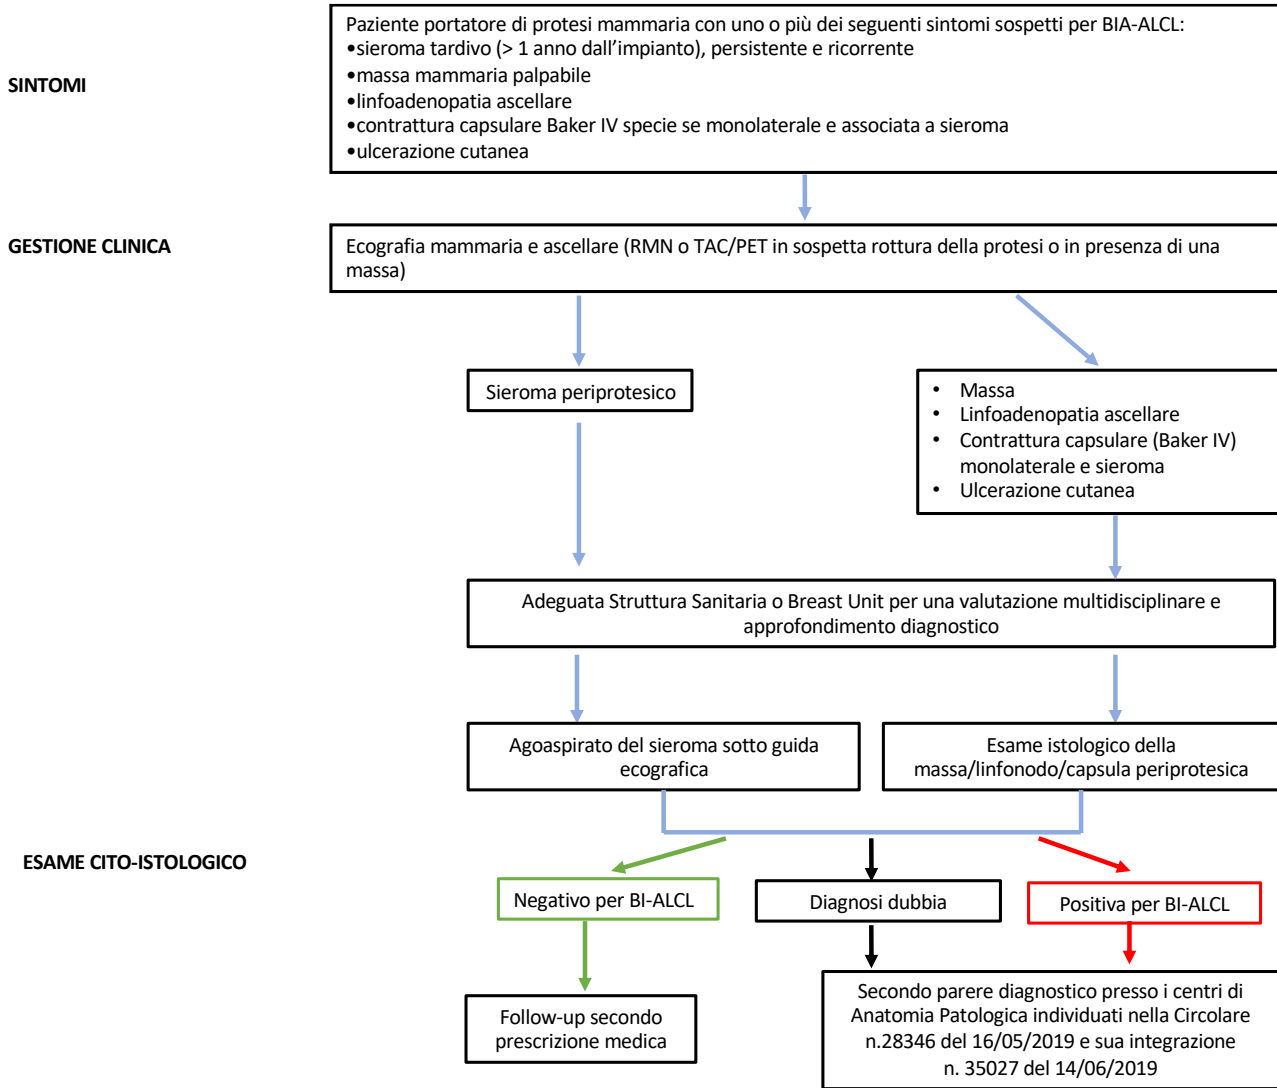 Paziente portatore di protesi mammaria con uno o più dei seguenti sintomi sospetti per BIA-ALCL:
•sieroma tardivo (> 1 anno dall'impianto), persistente e ricorrente
•massa mammaria palpabile
•linfoadenopatia ascellare
•contrattura capsulare Baker IV specie se monolaterale e associata a sieroma
•ulcerazione cutanea
SINTOMI
GESTIONE CLINICA
Ecografia mammaria e ascellare (RMN o TAC/PET in sospetta rottura della protesi o in presenza di una
massa)
Sieroma periprotesico
• Massa
• Linfoadenopatia ascellare
• Contrattura capsulare (Baker IV)
monolaterale e sieroma
• Ulcerazione cutanea
Adeguata Struttura Sanitaria o Breast Unit per una valutazione multidisciplinare e
approfondimento diagnostico
Agoaspirato del sieroma sotto guida
ecografica
Esame istologico della
massa/linfonodo/capsula periprotesica
ESAME CITO-ISTOLOGICO
Negativo per BI-ALCL
Diagnosi dubbia
Positiva per BI-ALCL
Follow-up secondo
prescrizione medica
Secondo parere diagnostico presso i centri di
Anatomia Patologica individuati nella Circolare
n.28346 del 16/05/2019 e sua integrazione
n. 35027 del 14/06/2019